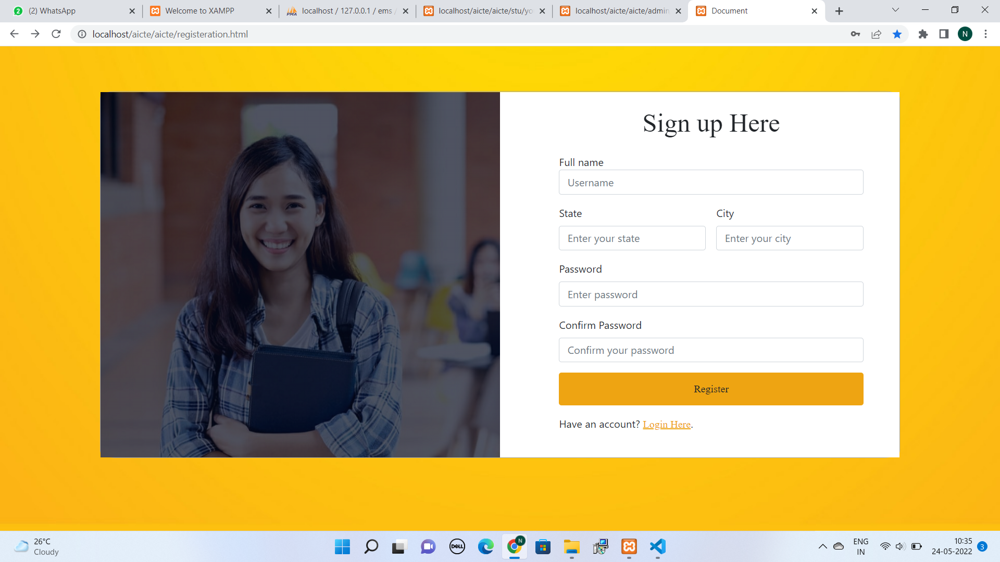 (2) WhatsApp
Welcome to XAMPP
localhost / 127.0.0.1 / ems /
localhost/aicte/aicte/stu/yo
localhost/aicte/aicte/admin
Document
localhost/aicte/aicte/registeration.html
N
Sign up Here
Full name
Username
State City
Enter your state Enter your city
Password
Enter password
Confirm Password
Confirm your password
Register
Have an account? Login Here.
26°C
Cloudy
DELL
N
ENG
IN
10:35
24-05-2022
3